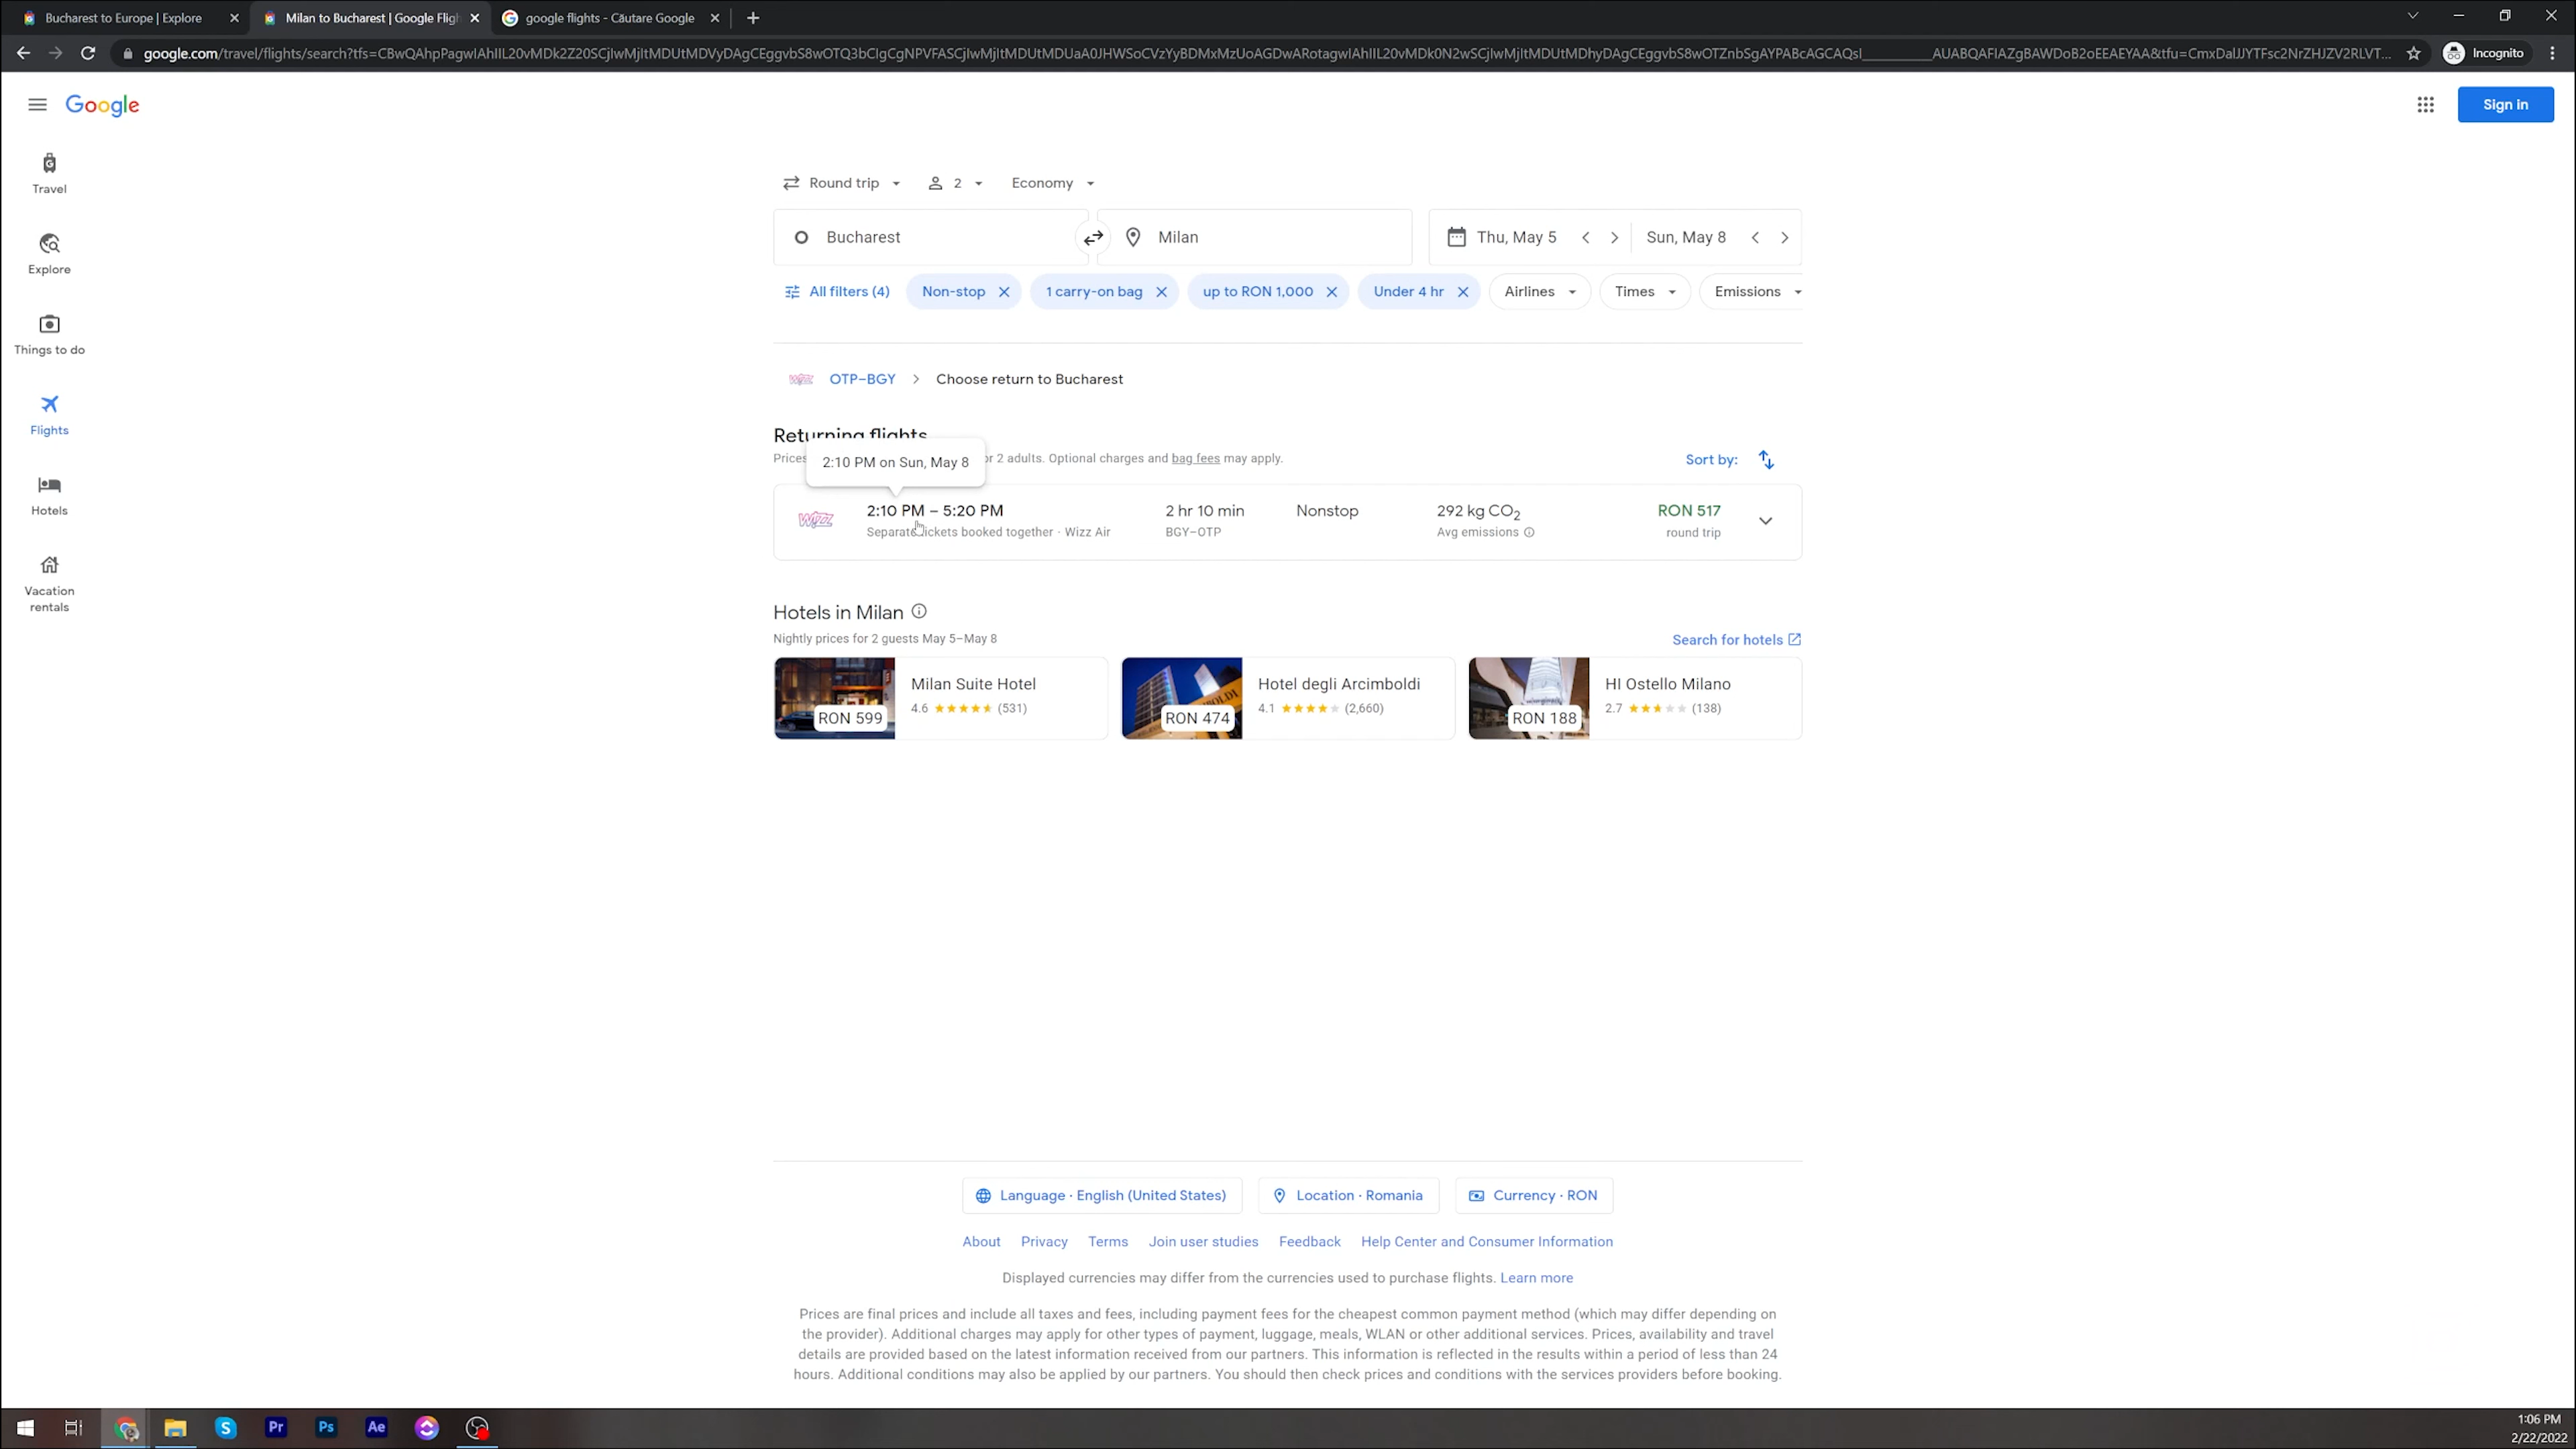 Bucharest to Europe | Explore
Milan to Bucharest | Google Fligh
google flights - Căutare Google
Incognito
Google
Sign in
Travel
Explore
Things to do
Flights
Hotels
Vacation
rentals
Round trip
2
Economy
Bucharest
Milan
Thu, May 5
Sun, May 8
All filters (4)
Non-stop
1 carry-on bag
up to RON 1,000
Under 4 hr
Airlines
Times
Emissions
WIZZ
OTP–BGY
Choose return to Bucharest
Returning flights
Prices
2:10 PM on Sun, May 8
or 2 adults. Optional charges and bag fees may apply.
Sort by:
WIZZ
2:10 PM – 5:20 PM
2 hr 10 min
Nonstop
292 kg CO2
RON 517
Separate tickets booked together · Wizz Air
BGY–OTP
Avg emissions
round trip
Hotels in Milan
Nightly prices for 2 guests May 5–May 8
Search for hotels
RON 599
Milan Suite Hotel
4.6 (531)
RON 474
Hotel degli Arcimboldi
4.1 (2,660)
RON 188
HI Ostello Milano
2.7 (138)
Language · English (United States)
Location · Romania
Currency · RON
About
Privacy
Terms
Join user studies
Feedback
Help Center and Consumer Information
Displayed currencies may differ from the currencies used to purchase flights. Learn more
Prices are final prices and include all taxes and fees, including payment fees for the cheapest common payment method (which may differ depending on
the provider). Additional charges may apply for other types of payment, luggage, meals, WLAN or other additional services. Prices, availability and travel
details are provided based on the latest information received from our partners. This information is reflected in the results within a period of less than 24
hours. Additional conditions may also be applied by our partners. You should then check prices and conditions with the services providers before booking.
S
Pr
Ps
Ae
1:06 PM
2/22/2022